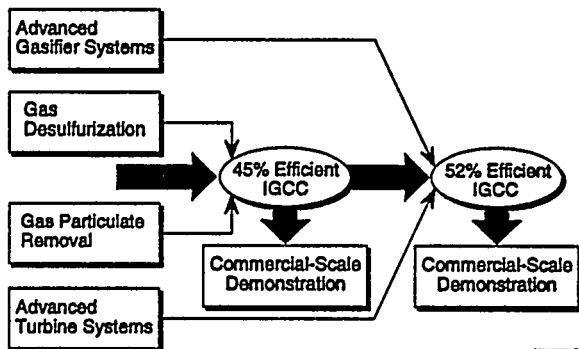 Advanced
Gasifier Systems
Gas
Desulfurization
45% Efficient
IGCC
52% Efficient
IGCC
Gas Particulate
Removal
Commercial-Scale
Demonstration
Commercial-Scale
Demonstration
Advanced
Turbine Systems